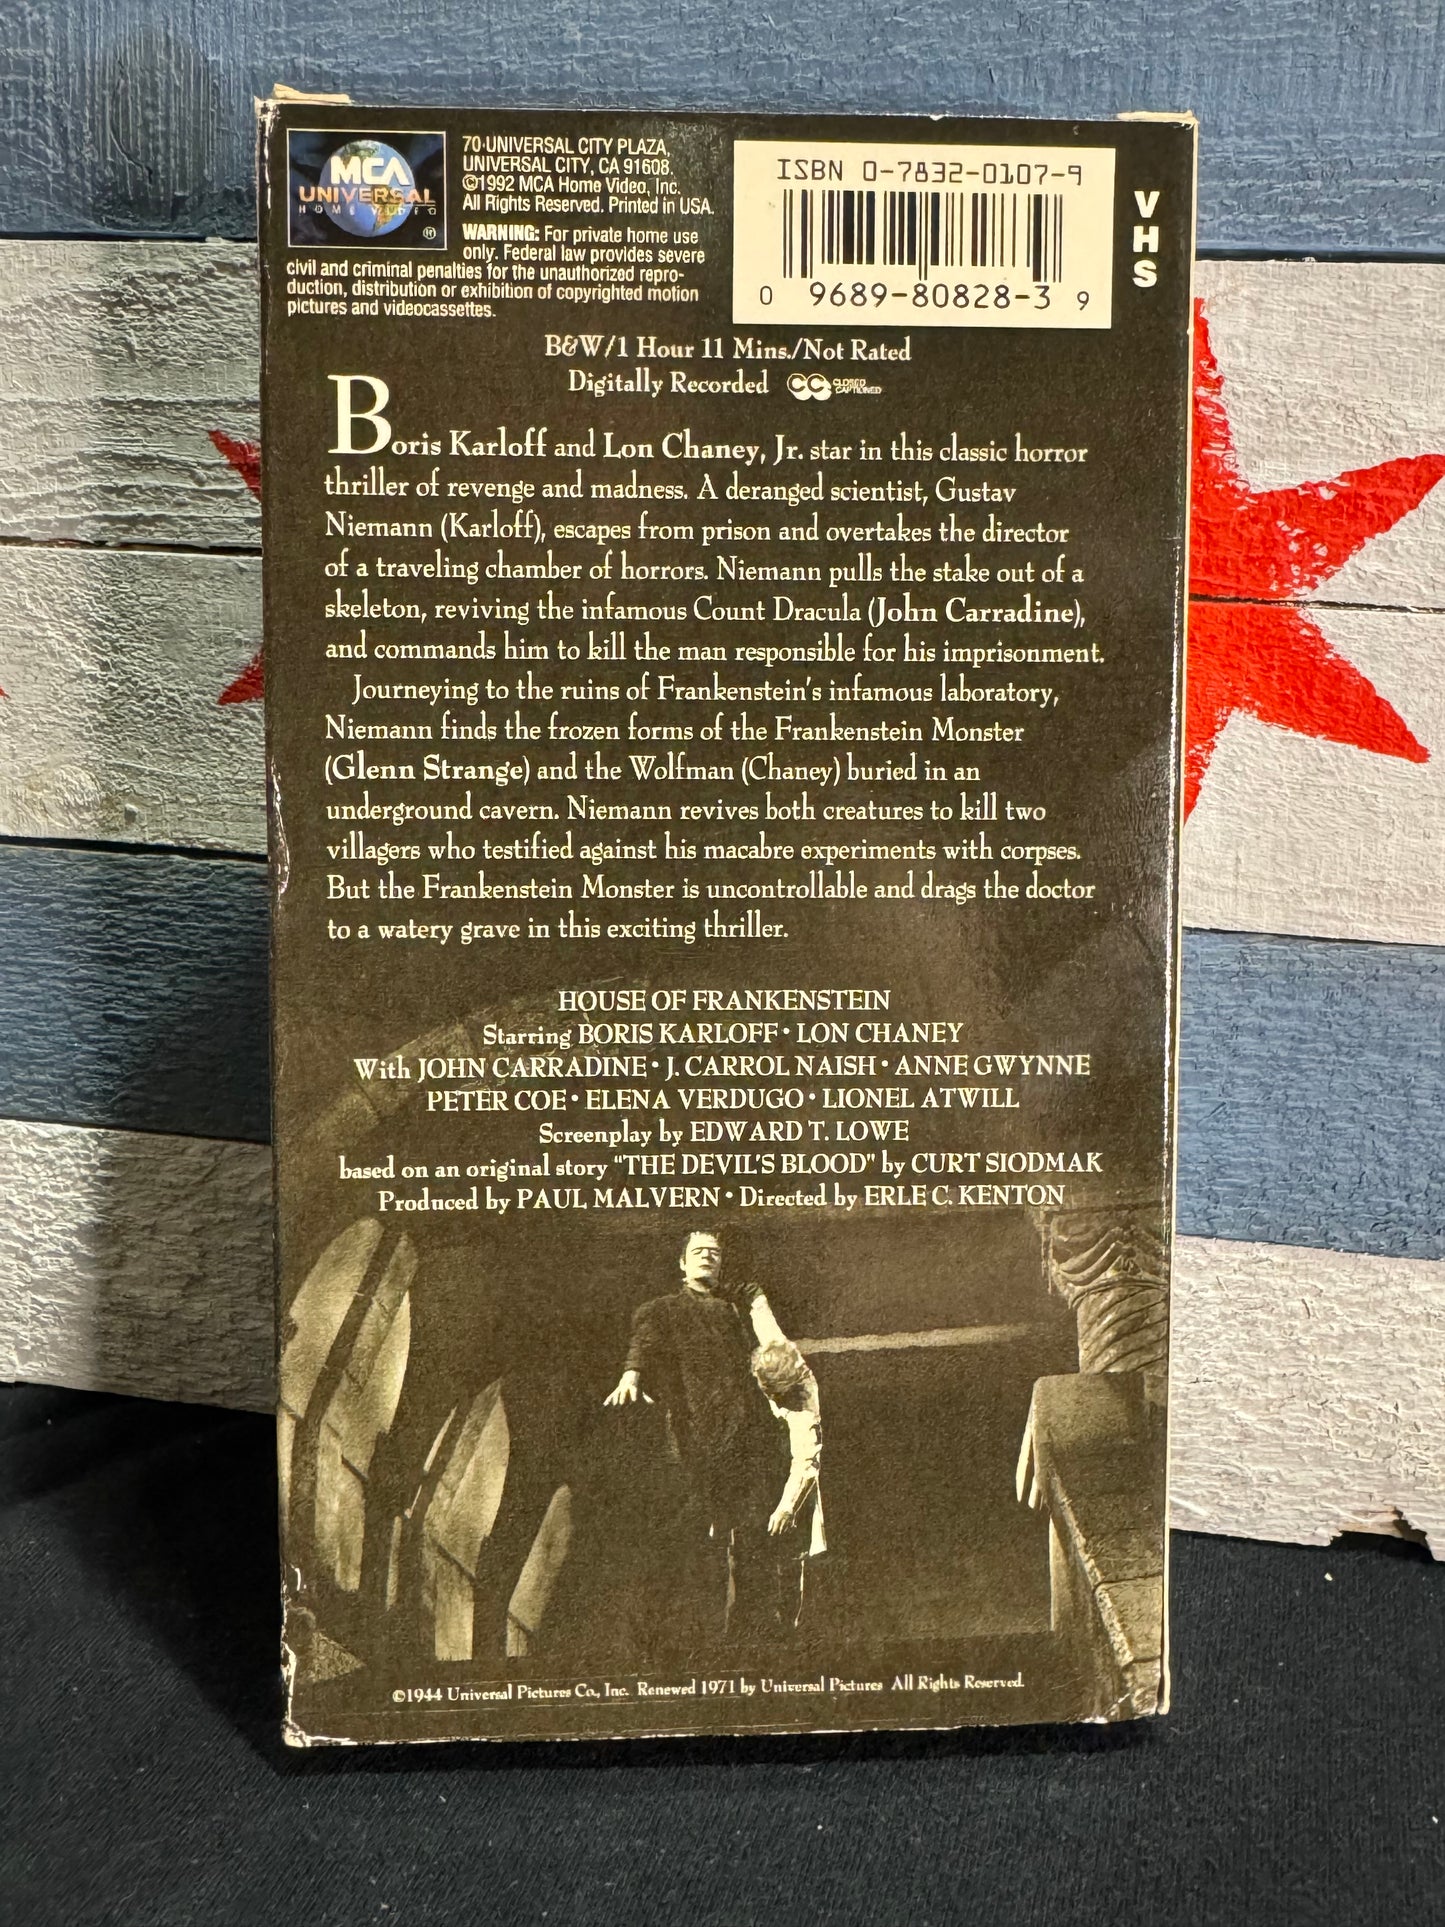 MCA
UNIVERSAL
HOME VIDEO
®
70 UNIVERSAL CITY PLAZA,
UNIVERSAL CITY, CA 91608.
©1992 MCA Home Video, Inc.
All Rights Reserved. Printed in USA.
WARNING: For private home use
only. Federal law provides severe
civil and criminal penalties for the unauthorized repro-
duction, distribution or exhibition of copyrighted motion
pictures and videocassettes.
ISBN 0-7832-0107-9
0 9689-80828-3 9
VHS
B&W/1 Hour 11 Mins./Not Rated
Digitally Recorded CC CLOSED CAPTIONED
Boris Karloff and Lon Chaney, Jr. star in this classic horror
thriller of revenge and madness. A deranged scientist, Gustav
Niemann (Karloff), escapes from prison and overtakes the director
of a traveling chamber of horrors. Niemann pulls the stake out of a
skeleton, reviving the infamous Count Dracula (John Carradine),
and commands him to kill the man responsible for his imprisonment.
Journeying to the ruins of Frankenstein's infamous laboratory,
Niemann finds the frozen forms of the Frankenstein Monster
(Glenn Strange) and the Wolfman (Chaney) buried in an
underground cavern. Niemann revives both creatures to kill two
villagers who testified against his macabre experiments with corpses.
But the Frankenstein Monster is uncontrollable and drags the doctor
to a watery grave in this exciting thriller.
HOUSE OF FRANKENSTEIN
Starring BORIS KARLOFF • LON CHANEY
With JOHN CARRADINE • J. CARROL NAISH • ANNE GWYNNE
PETER COE • ELENA VERDUGO • LIONEL ATWILL
Screenplay by EDWARD T. LOWE
based on an original story "THE DEVIL'S BLOOD" by CURT SIODMAK
Produced by PAUL MALVERN • Directed by ERLE C. KENTON
©1944 Universal Pictures Co., Inc. Renewed 1971 by Universal Pictures All Rights Reserved.